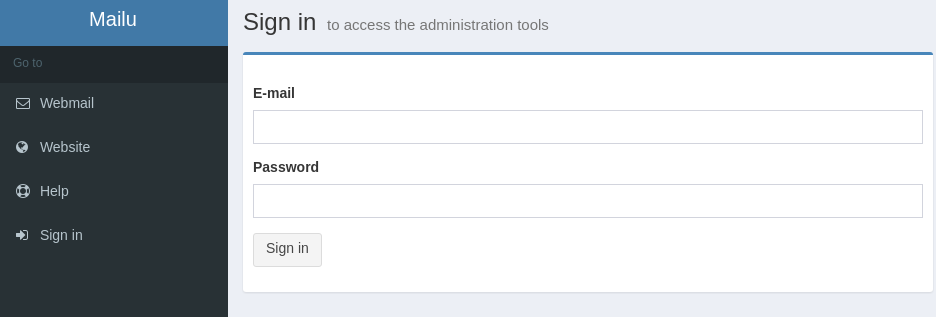 Mailu
Go to
Webmail
Website
Help
Sign in
Sign in to access the administration tools
E-mail
Password
Sign in